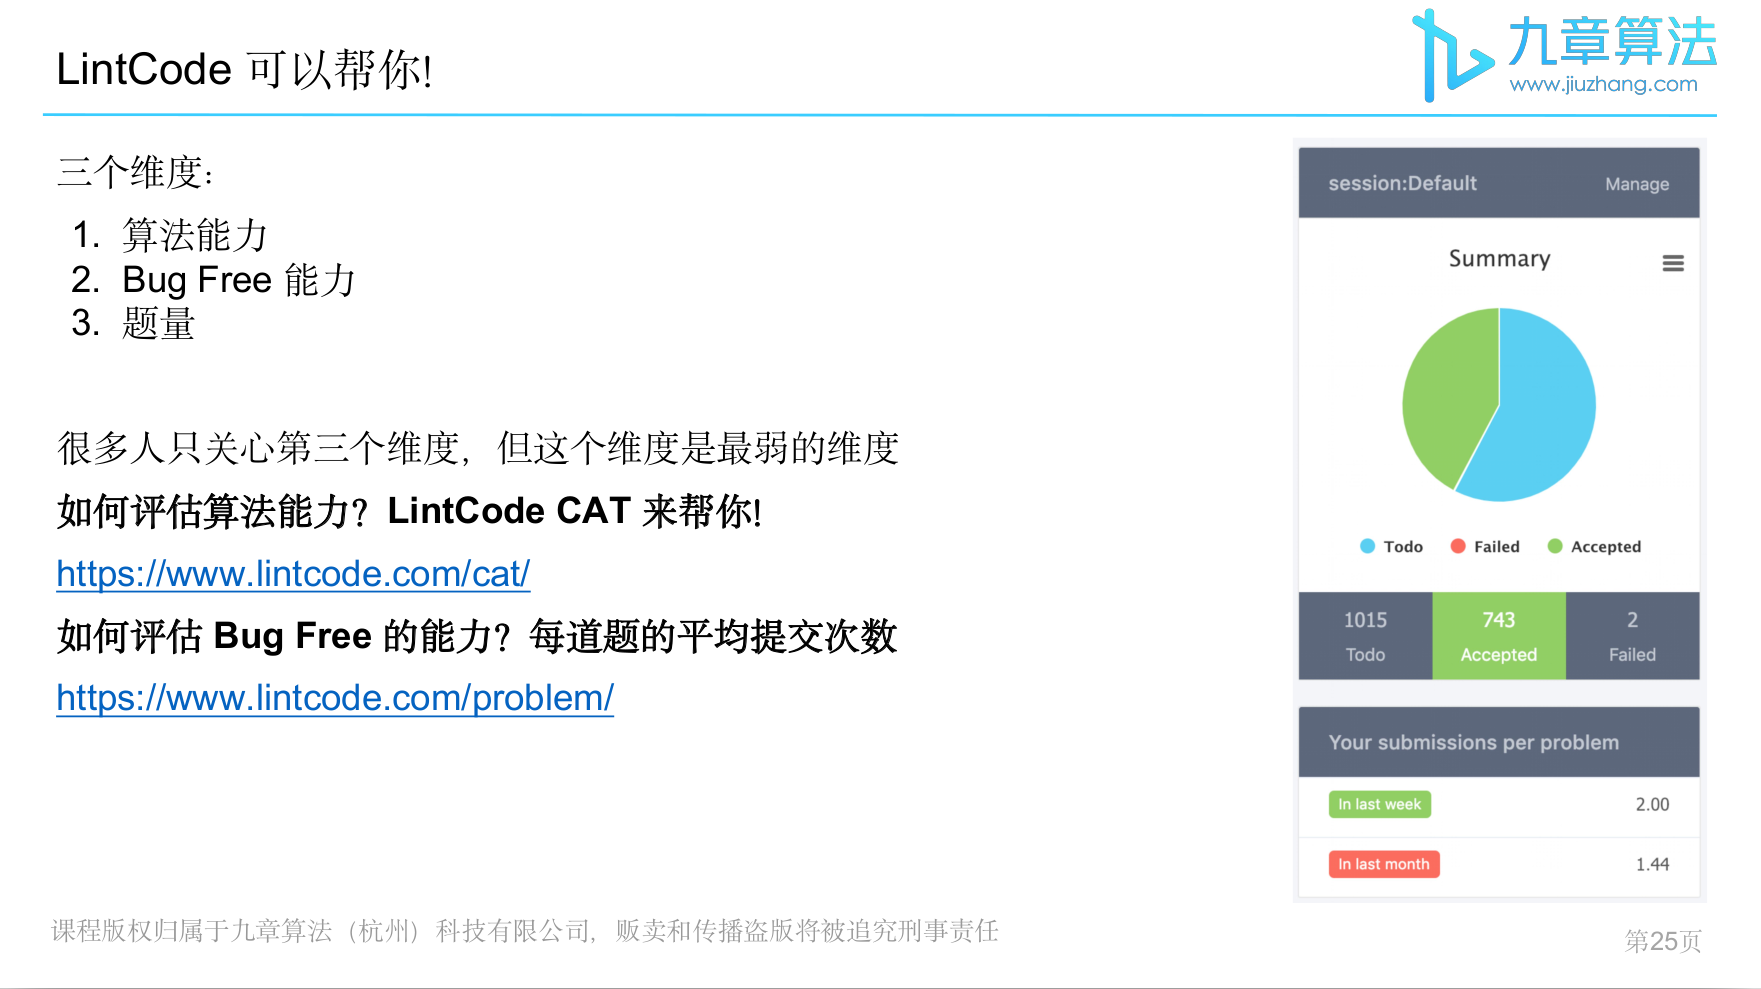 LintCode 可以帮你!
九章算法
www.jiuzhang.com
三个维度:
1. 算法能力
2. Bug Free 能力
3. 题量
很多人只关心第三个维度，但这个维度是最弱的维度
如何评估算法能力？LintCode CAT 来帮你!
https://www.lintcode.com/cat/
如何评估 Bug Free 的能力？每道题的平均提交次数
https://www.lintcode.com/problem/
session:Default Manage
Summary
Todo Failed Accepted
1015 743 2
Todo Accepted Failed
Your submissions per problem
In last week 2.00
In last month 1.44
课程版权归属于九章算法（杭州）科技有限公司，贩卖和传播盗版将被追究刑事责任
第25页